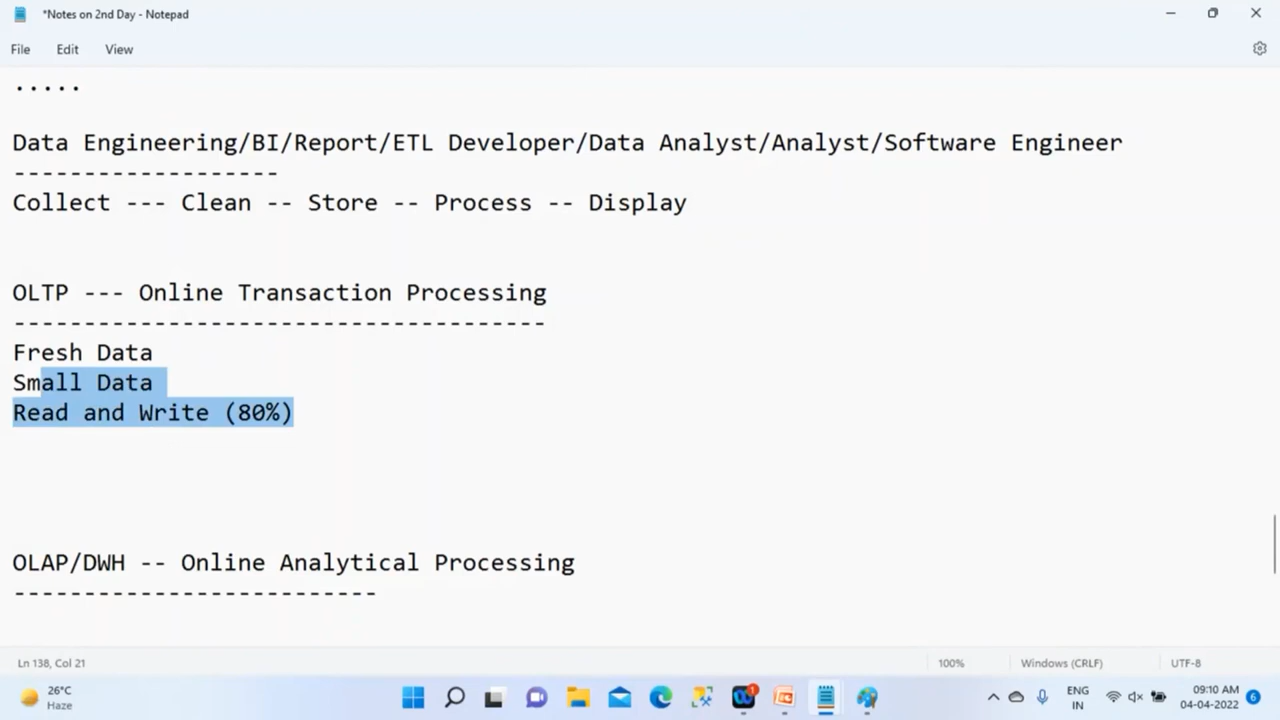 *Notes on 2nd Day - Notepad
File Edit View
.....
Data Engineering/BI/Report/ETL Developer/Data Analyst/Analyst/Software Engineer
-------------------
Collect --- Clean -- Store -- Process -- Display
OLTP --- Online Transaction Processing
--------------------------------------
Fresh Data
Small Data
Read and Write (80%)
OLAP/DWH -- Online Analytical Processing
--------------------------
Ln 138, Col 21 100% Windows (CRLF) UTF-8
26°C
Haze
1
ENG
IN
09:10 AM
04-04-2022
6